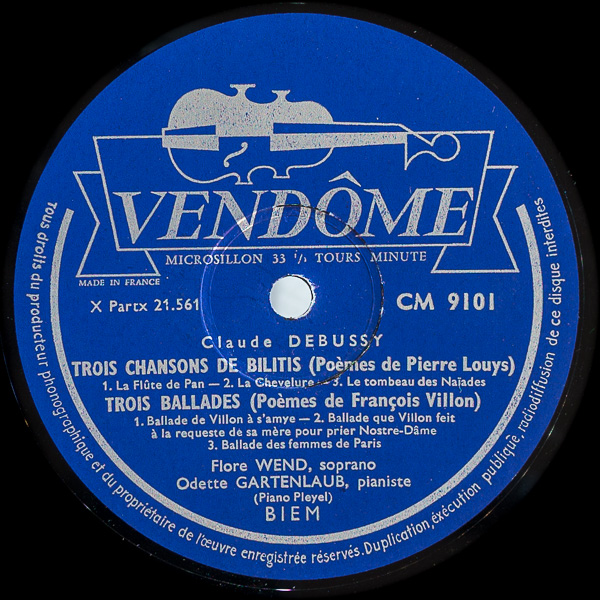 VENDÔME
MICROSILLON 33 ⅓ TOURS MINUTE
MADE IN FRANCE
X Partx 21.561
CM 9101
Claude DEBUSSY
TROIS CHANSONS DE BILITIS (Poèmes de Pierre Louys)
1. La Flûte de Pan — 2. La Chevelure — 3. Le tombeau des Naïades
TROIS BALLADES (Poèmes de François Villon)
1. Ballade de Villon à s'amye — 2. Ballade que Villon feit
à la requeste de sa mère pour prier Nostre-Dâme
3. Ballade des femmes de Paris
Flore WEND, soprano
Odette GARTENLAUB, pianiste
(Piano Pleyel)
BIEM
Tous droits du producteur phonographique et du propriétaire de l'œuvre enregistrée réservés. Duplication, éxécution publique, radiodiffusion de ce disque interdites